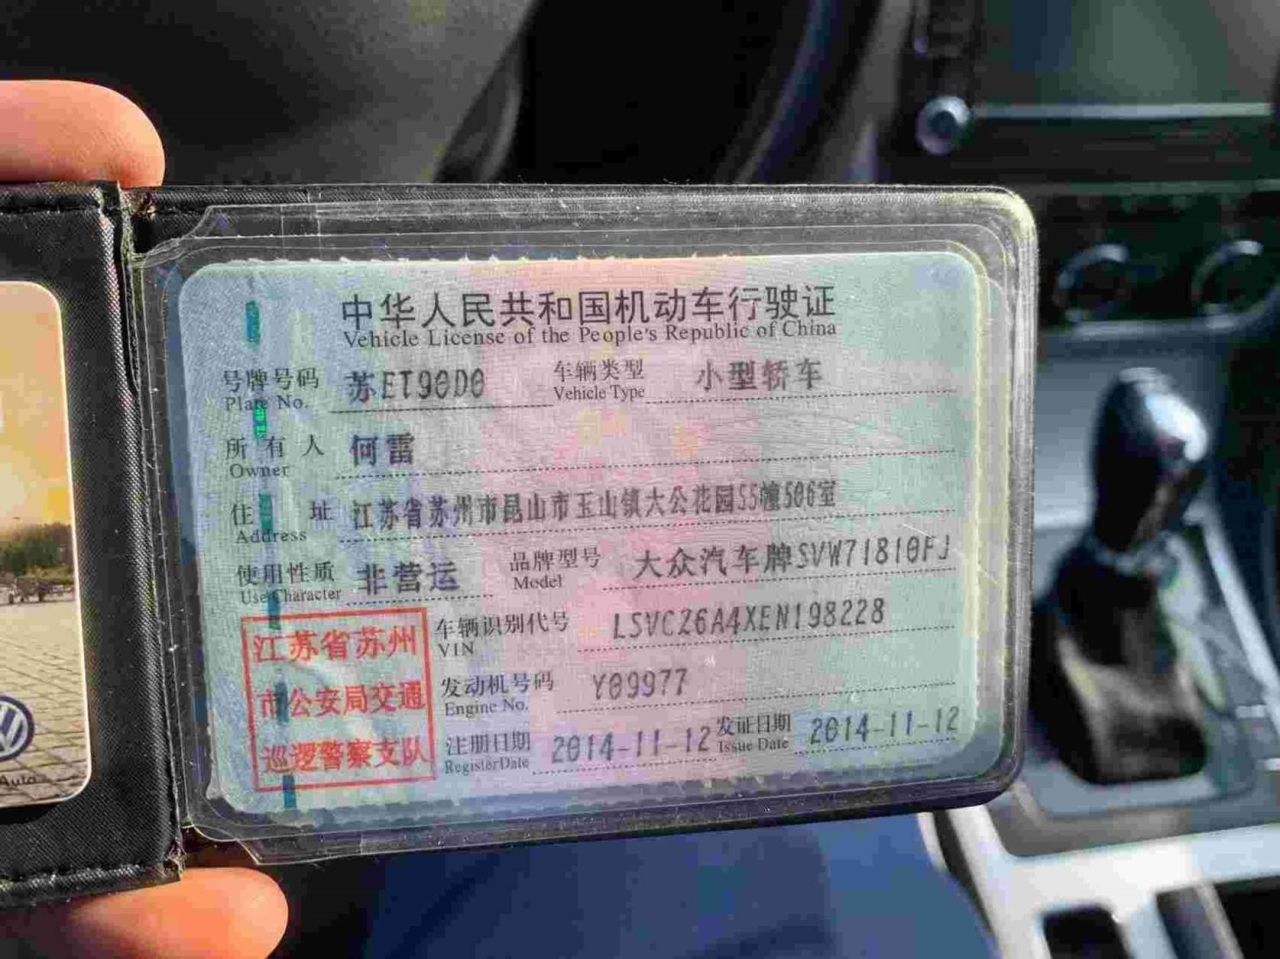 中华人民共和国机动车行驶证
Vehicle License of the People's Republic of China
号牌号码 苏ET90D0 车辆类型 小型轿车
Plate No. Vehicle Type
所有人 何雷
Owner
住址 江苏省苏州市昆山市玉山镇大公花园55幢506室
Address
使用性质 非营运 品牌型号 大众汽车牌SVW71810FJ
Use Character Model
江苏省苏州
市公安局交通
巡逻警察支队
车辆识别代号 LSVC26A4XEN198228
VIN
发动机号码 Y09977
Engine No.
注册日期 2014-11-12 发证日期 2014-11-12
Register Date Issue Date
Auto